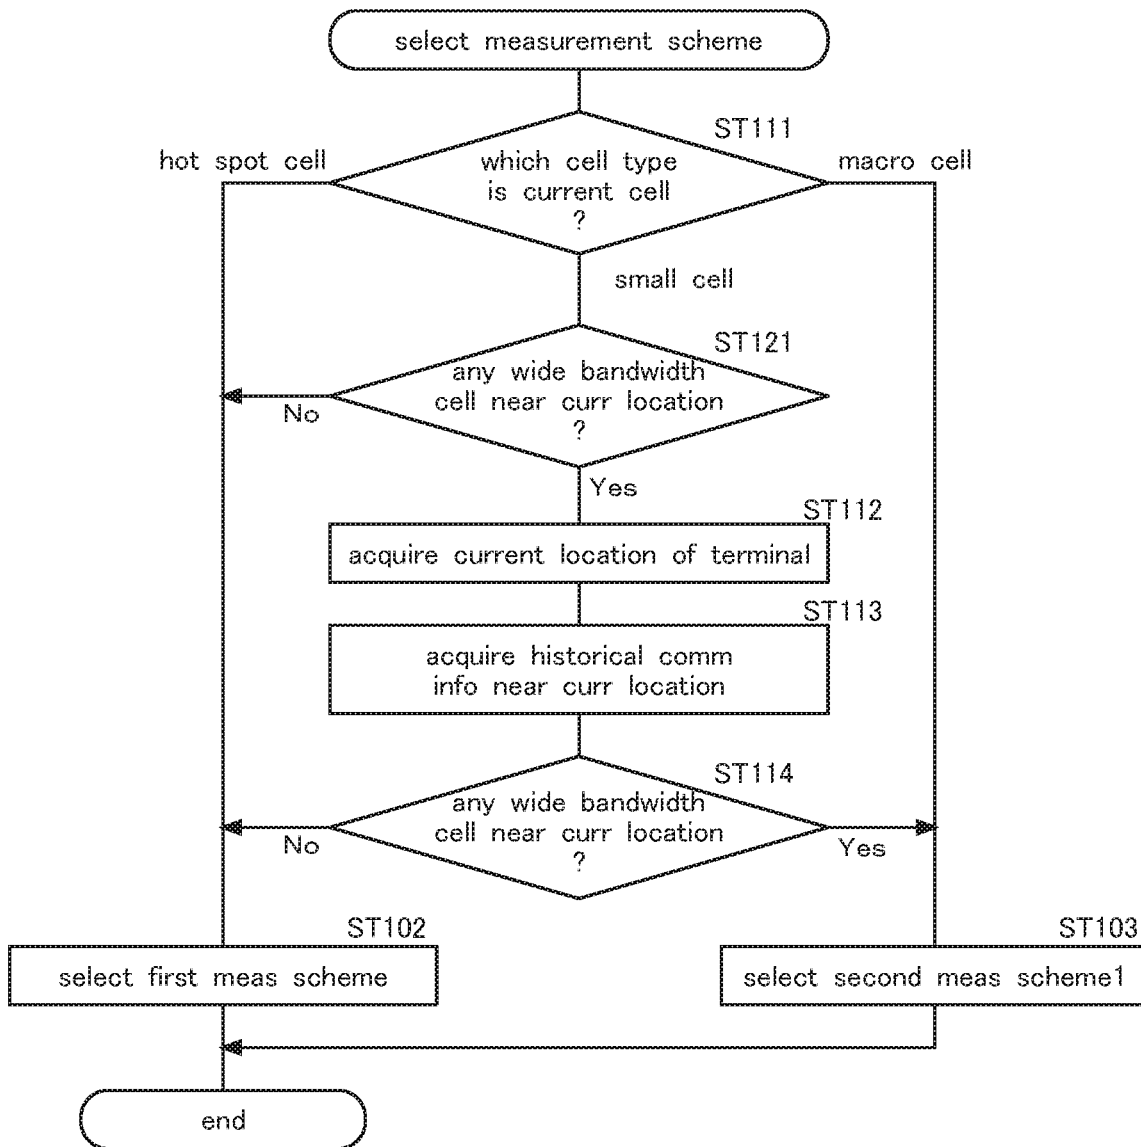 select measurement scheme
ST111
hot spot cell
which cell type
is current cell
?
macro cell
small cell
ST121
any wide bandwidth
cell near curr location
?
No
Yes
ST112
acquire current location of terminal
ST113
acquire historical comm
info near curr location
ST114
any wide bandwidth
cell near curr location
?
No
Yes
ST102
select first meas scheme
ST103
select second meas scheme1
end